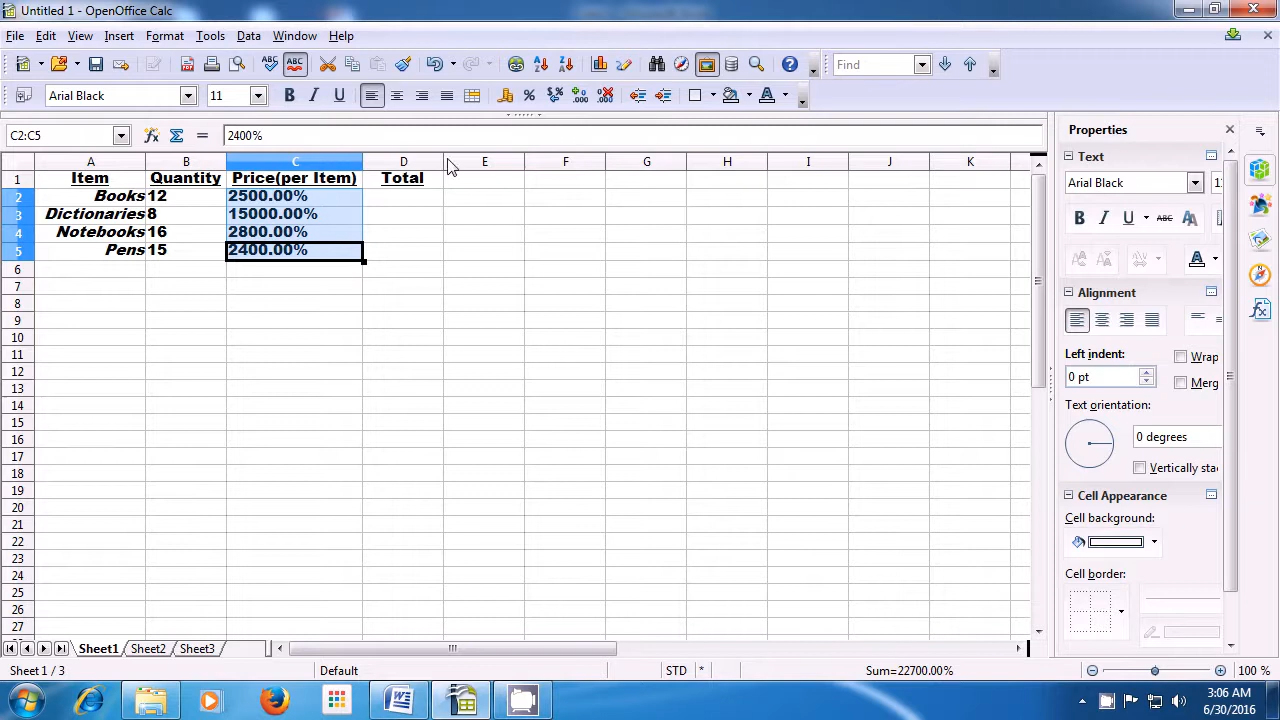 Untitled 1 - OpenOffice Calc
File Edit View Insert Format Tools Data Window Help
Find
Arial Black 11
C2:C5 2400%
A B C D E F G H I J K
1 Item Quantity Price(per Item) Total
2 Books 12 2500.00%
3 Dictionaries 8 15000.00%
4 Notebooks 16 2800.00%
5 Pens 15 2400.00%
6
7
8
9
10
11
12
13
14
15
16
17
18
19
20
21
22
23
24
25
26
27
Properties
Text
Arial Black
Alignment
Left indent:
Wrap
0 pt
Merg
Text orientation:
0 degrees
Vertically stac
Cell Appearance
Cell background:
Cell border:
Sheet1 Sheet2 Sheet3
Sheet 1 / 3 Default STD * Sum=22700.00% 100 %
3:06 AM
6/30/2016